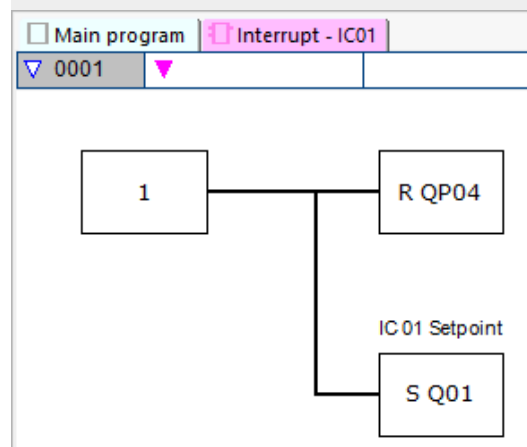 Main program
Interrupt - IC01
0001
1
R QP04
IC 01 Setpoint
S Q01